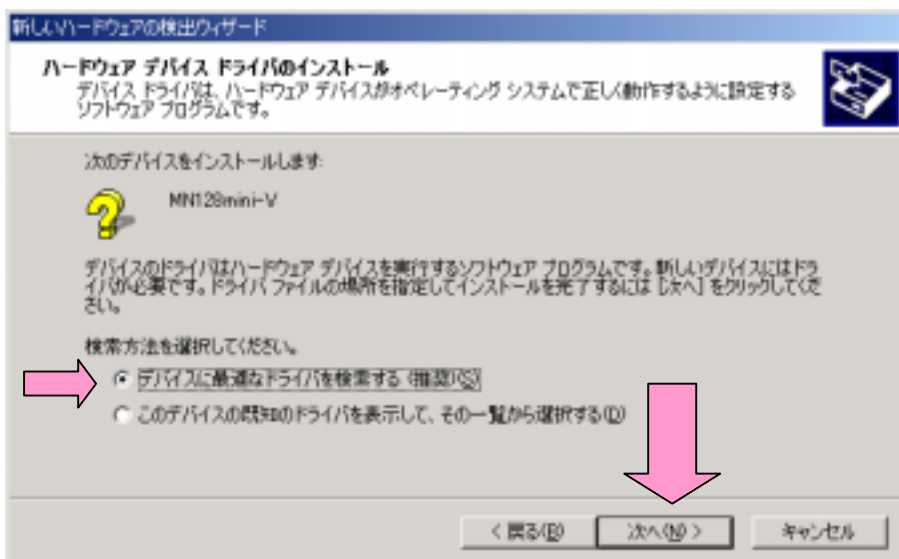 新しいハードウェアの検出ウィザード
ハードウェア デバイス ドライバのインストール
デバイス ドライバは、ハードウェア デバイスがオペレーティング システムで正しく動作するように設定する
ソフトウェア プログラムです。
次のデバイスをインストールします:
MN128mini-V
デバイスのドライバはハードウェア デバイスを実行するソフトウェア プログラムです。新しいデバイスにはドラ
イバが必要です。ドライバ ファイルの場所を指定してインストールを完了するには [次へ] をクリックしてくだ
さい。
検索方法を選択してください。
デバイスに最適なドライバを検索する (推奨)(S)
このデバイスの既知のドライバを表示して、その一覧から選択する(D)
< 戻る(B)
次へ(N) >
キャンセル